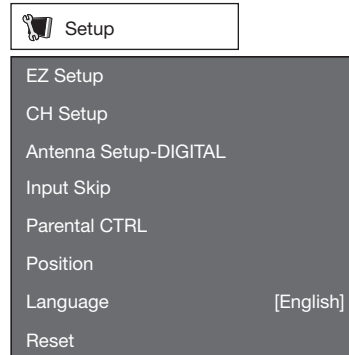 Setup
EZ Setup
CH Setup
Antenna Setup-DIGITAL
Input Skip
Parental CTRL
Position
Language [English]
Reset